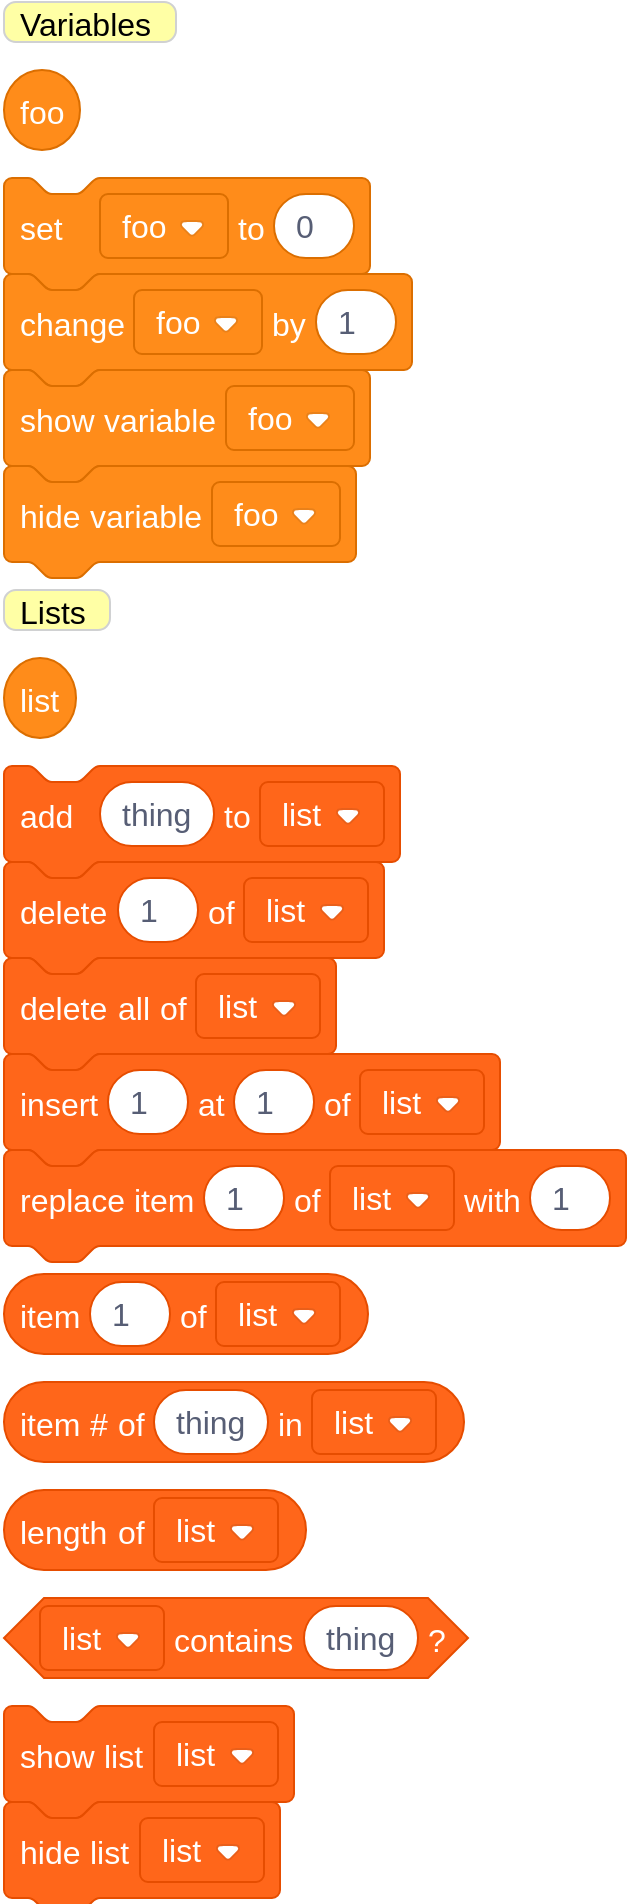 Variables
foo
set foo to 0
change foo by 1
show variable foo
hide variable foo
Lists
list
add thing to list
delete 1 of list
delete all of list
insert 1 at 1 of list
replace item 1 of list with 1
item 1 of list
item # of thing in list
length of list
list contains thing ?
show list list
hide list list